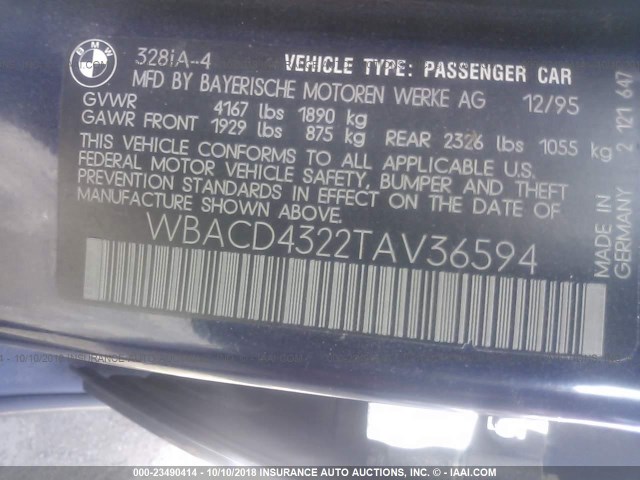 BMW
328iA-4 VEHICLE TYPE: PASSENGER CAR
MFD BY BAYERISCHE MOTOREN WERKE AG 12/95
GVWR 4167 lbs 1890 kg
GAWR FRONT 1929 lbs 875 kg REAR 2326 lbs 1055 kg
THIS VEHICLE CONFORMS TO ALL APPLICABLE U.S.
FEDERAL MOTOR VEHICLE SAFETY, BUMPER AND THEFT
PREVENTION STANDARDS IN EFFECT ON THE DATE OF
MANUFACTURE SHOWN ABOVE.
WBACD4322TAV36594
MADE IN
GERMANY 2 121 647
000-23490414 - 10/10/2018 INSURANCE AUTO AUCTIONS, INC. - © IAAI.COM